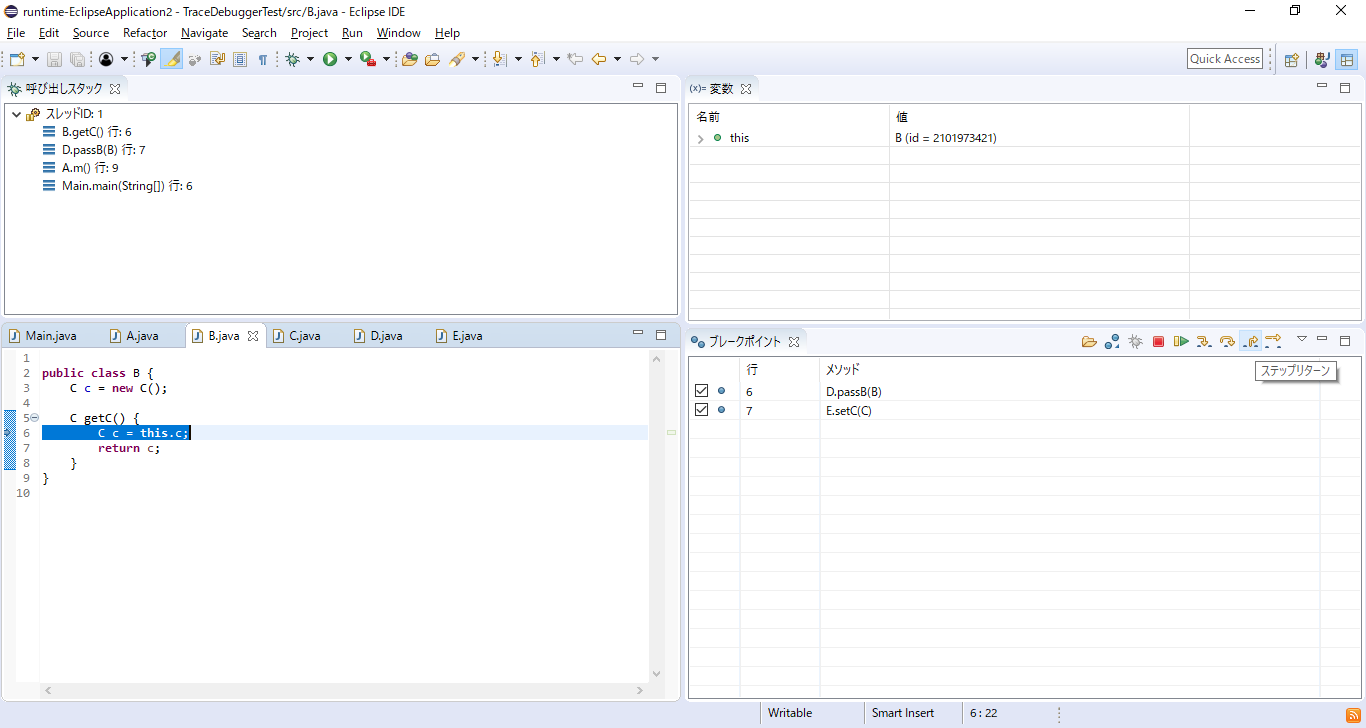 runtime-EclipseApplication2 - TraceDebuggerTest/src/B.java - Eclipse IDE
File Edit Source Refactor Navigate Search Project Run Window Help
Quick Access
呼び出しスタック
スレッドID: 1
B.getC() 行: 6
D.passB(B) 行: 7
A.m() 行: 9
Main.main(String[]) 行: 6
(x)= 変数
名前 値
this B (id = 2101973421)
Main.java A.java B.java C.java D.java E.java
1
2 public class B {
3 C c = new C();
4
5 C getC() {
6 C c = this.c;
7 return c;
8 }
9 }
10
ブレークポイント
行 メソッド
ステップリターン
6 D.passB(B)
7 E.setC(C)
Writable Smart Insert 6 : 22